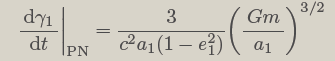 dγ₁/dt|_PN = 3/(c²a₁(1 − e₁²)) (Gm/a₁)^{3/2}